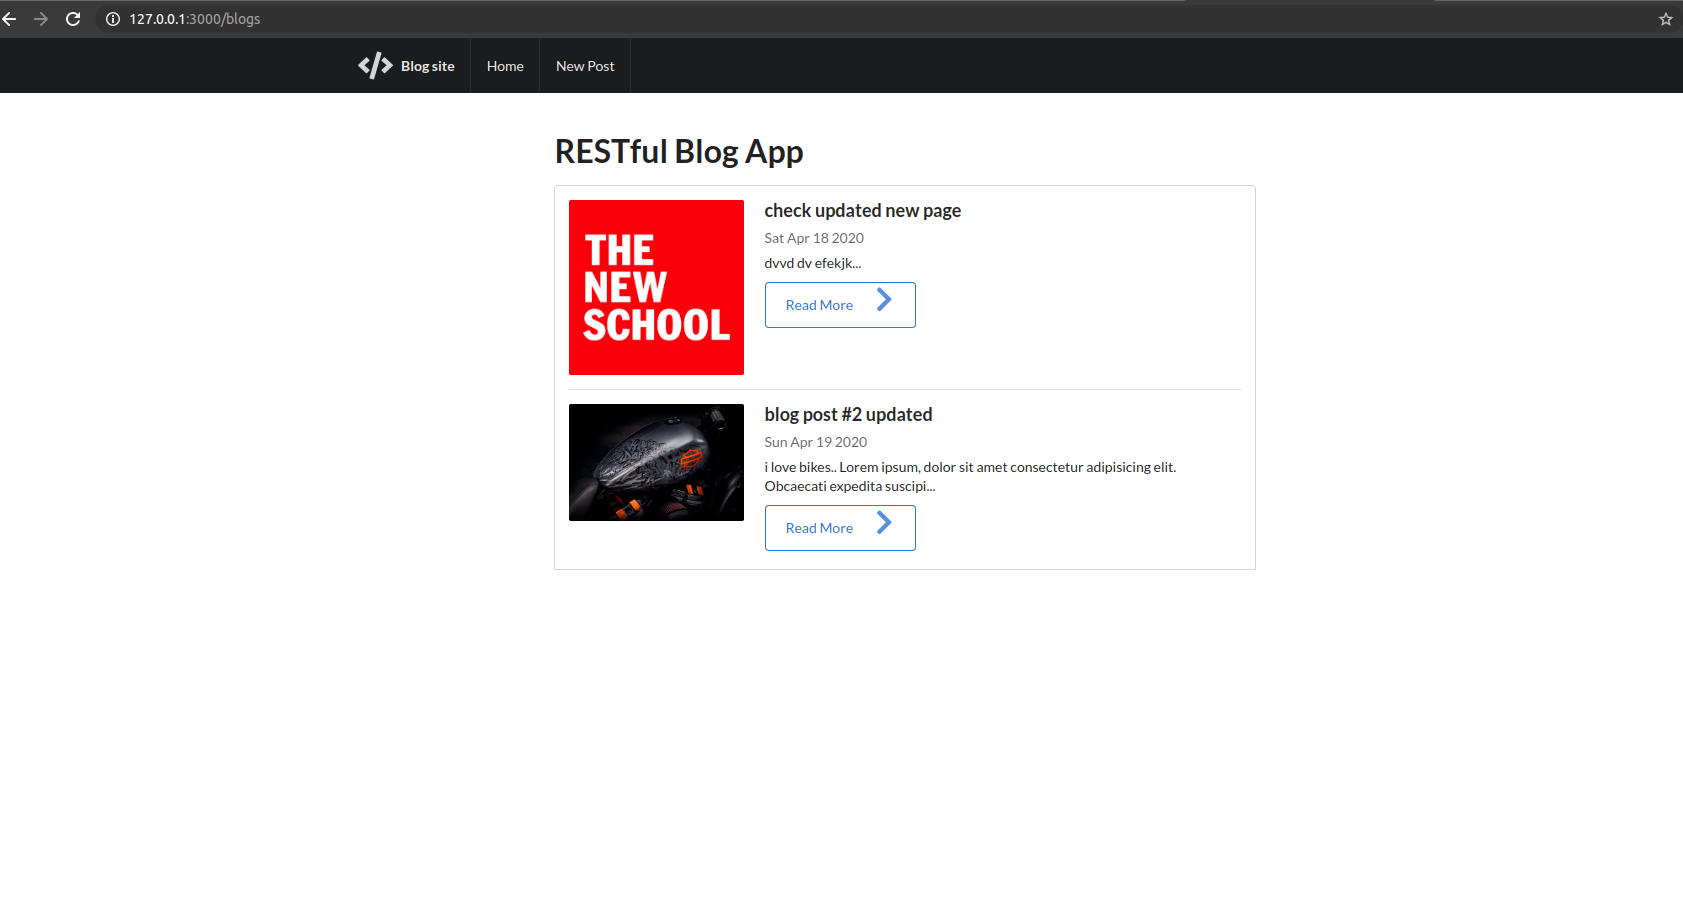 127.0.0.1:3000/blogs
Blog site Home New Post
RESTful Blog App
THE
NEW
SCHOOL
check updated new page
Sat Apr 18 2020
dvvd dv efekjk...
Read More
blog post #2 updated
Sun Apr 19 2020
i love bikes.. Lorem ipsum, dolor sit amet consectetur adipisicing elit.
Obcaecati expedita suscipi...
Read More